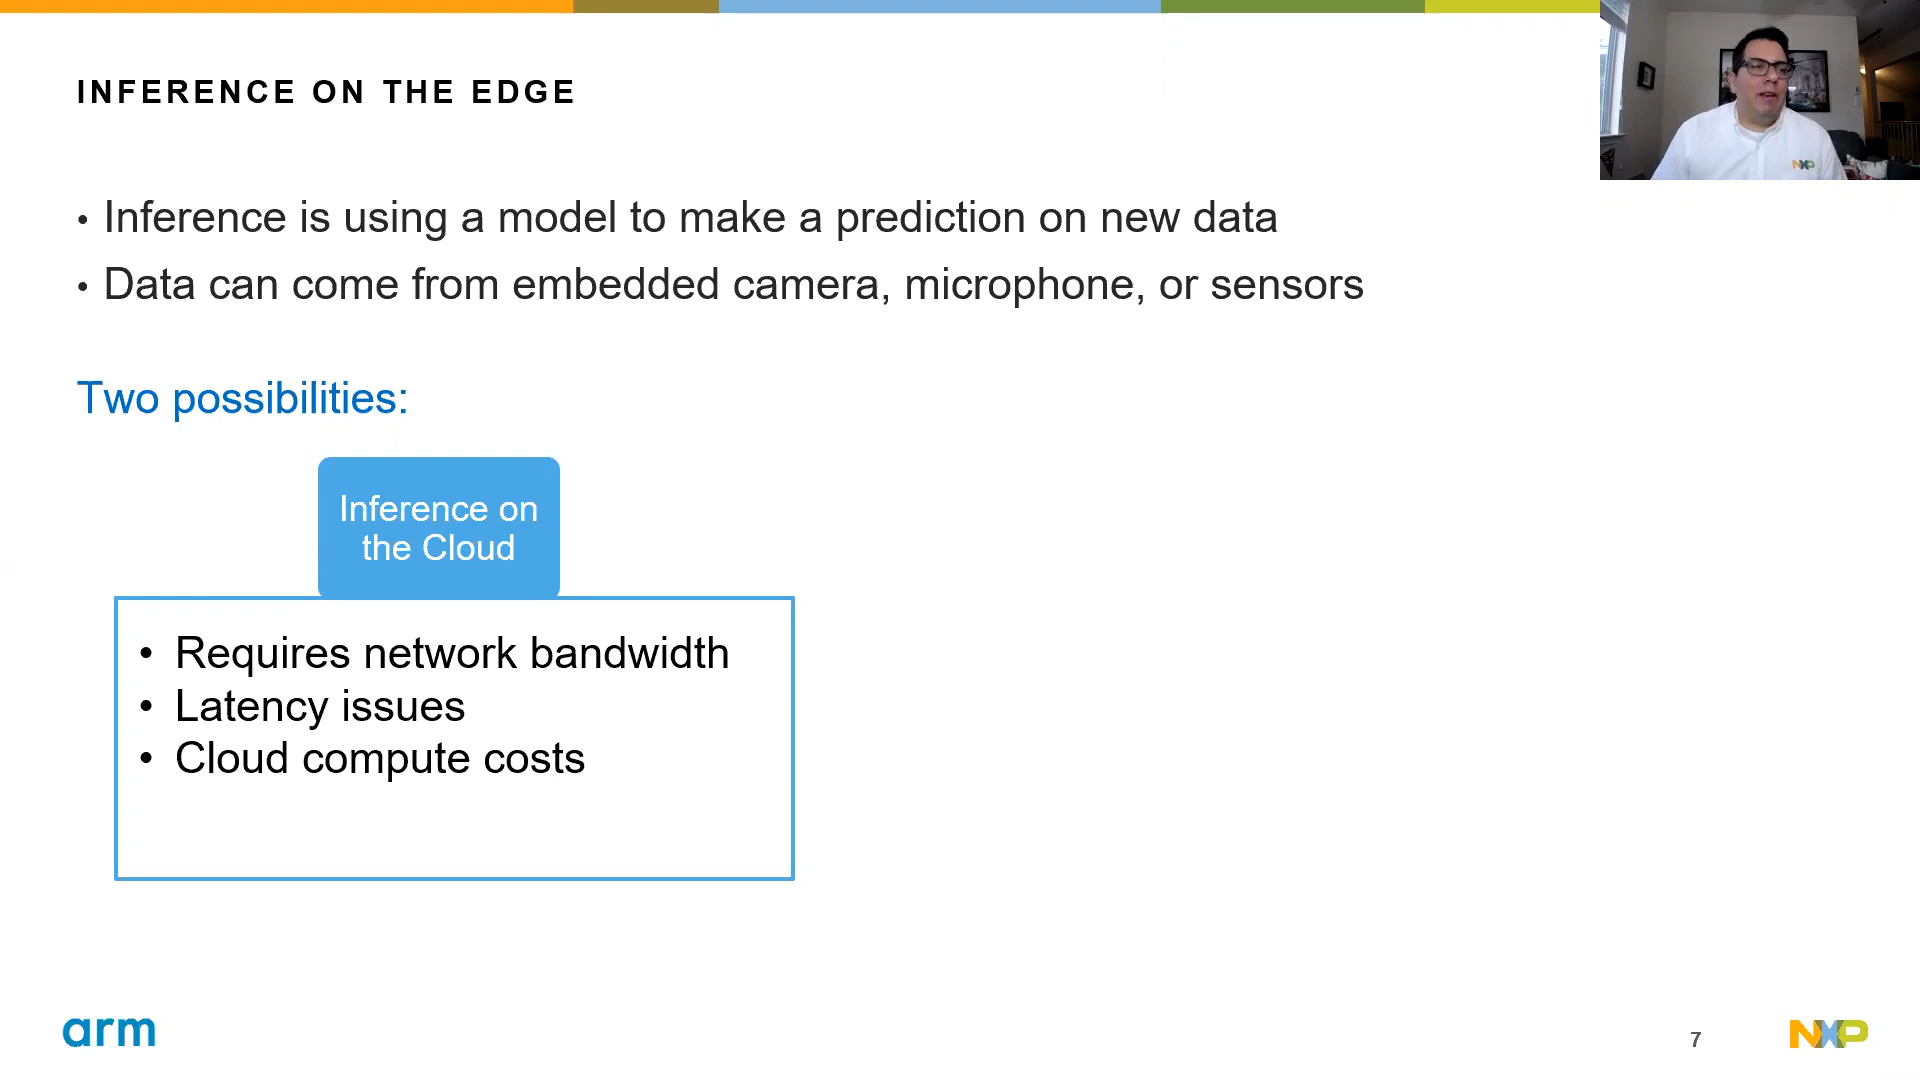 INFERENCE ON THE EDGE
• Inference is using a model to make a prediction on new data
• Data can come from embedded camera, microphone, or sensors
Two possibilities:
Inference on
the Cloud
• Requires network bandwidth
• Latency issues
• Cloud compute costs
arm
7
NXP
NXP